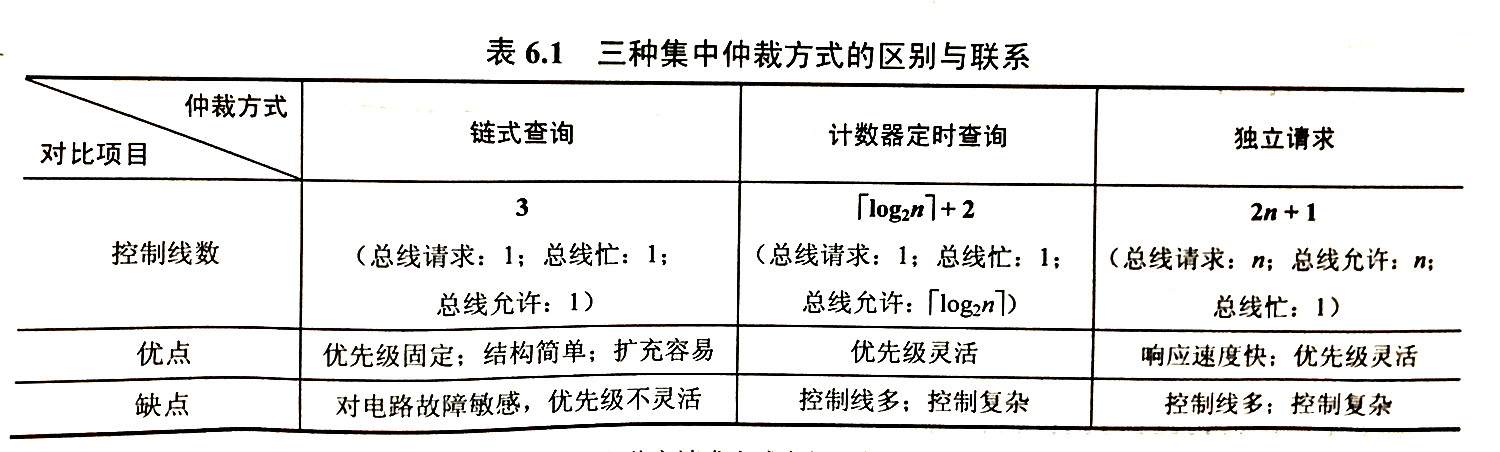 表 6.1 三种集中仲裁方式的区别与联系
仲裁方式
对比项目
链式查询
计数器定时查询
独立请求
控制线数
3
（总线请求：1；总线忙：1；
总线允许：1）
⌈log₂n⌉ + 2
（总线请求：1；总线忙：1；
总线允许：⌈log₂n⌉）
2n + 1
（总线请求：n；总线允许：n；
总线忙：1）
优点
优先级固定；结构简单；扩充容易
优先级灵活
响应速度快；优先级灵活
缺点
对电路故障敏感，优先级不灵活
控制线多；控制复杂
控制线多；控制复杂